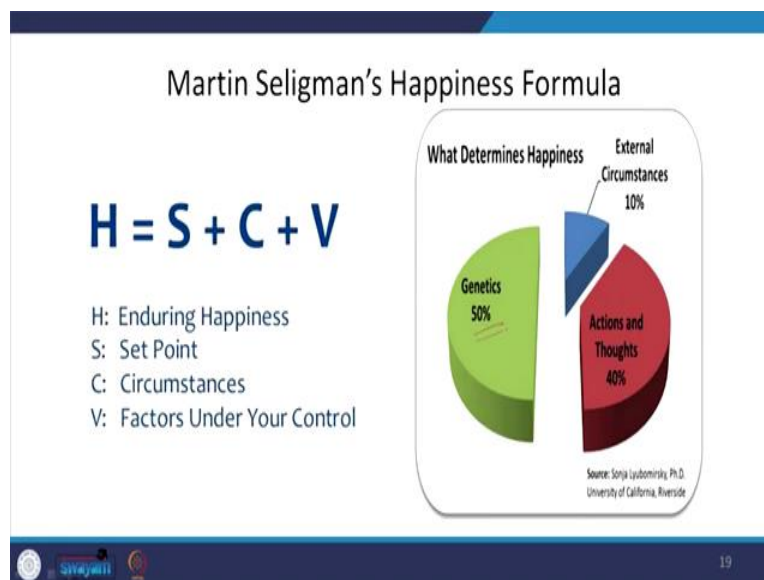 Martin Seligman's Happiness Formula
H = S + C + V
H: Enduring Happiness
S: Set Point
C: Circumstances
V: Factors Under Your Control
What Determines Happiness
External
Circumstances
10%
Genetics
50%
Actions and
Thoughts
40%
Source: Sonja Lyubomirsky, Ph.D.
University of California, Riverside
swayam
19